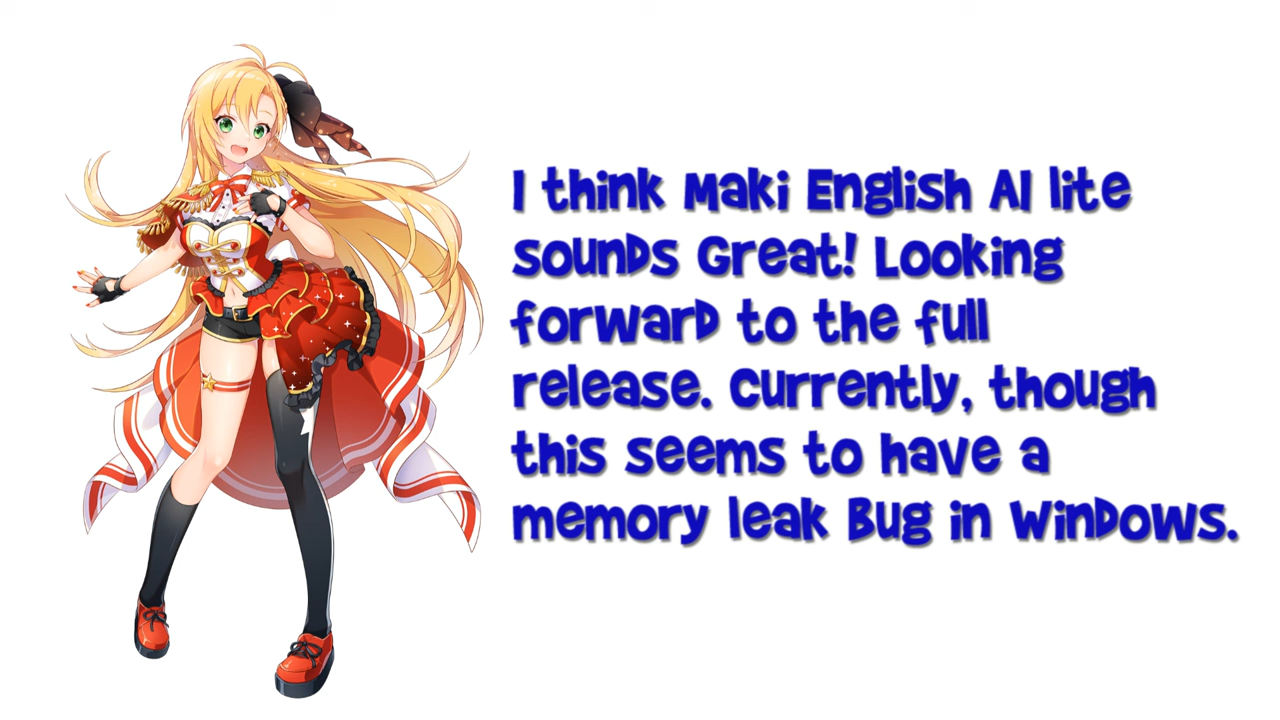 I think Maki English AI lite
sounds Great! Looking
forward to the full
release. Currently, though
this seems to have a
memory leak Bug in Windows.